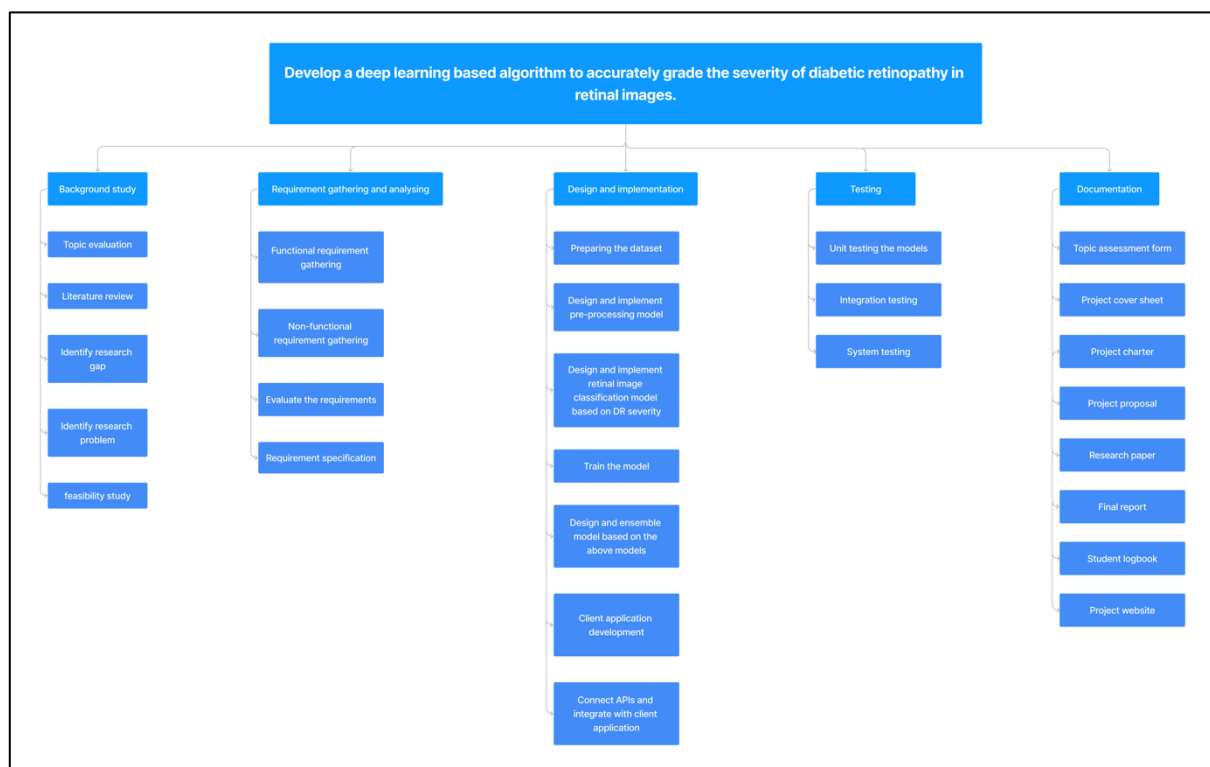 Develop a deep learning based algorithm to accurately grade the severity of diabetic retinopathy in
retinal images.
Background study
Topic evaluation
Literature review
Identify research
gap
Identify research
problem
feasibility study
Requirement gathering and analysing
Functional requirement
gathering
Non-functional
requirement gathering
Evaluate the requirements
Requirement specification
Design and implementation
Preparing the dataset
Design and implement
pre-processing model
Design and implement
retinal image
classification model
based on DR severity
Train the model
Design and ensemble
model based on the
above models
Client application
development
Connect APIs and
integrate with client
application
Testing
Unit testing the models
Integration testing
System testing
Documentation
Topic assessment form
Project cover sheet
Project charter
Project proposal
Research paper
Final report
Student logbook
Project website